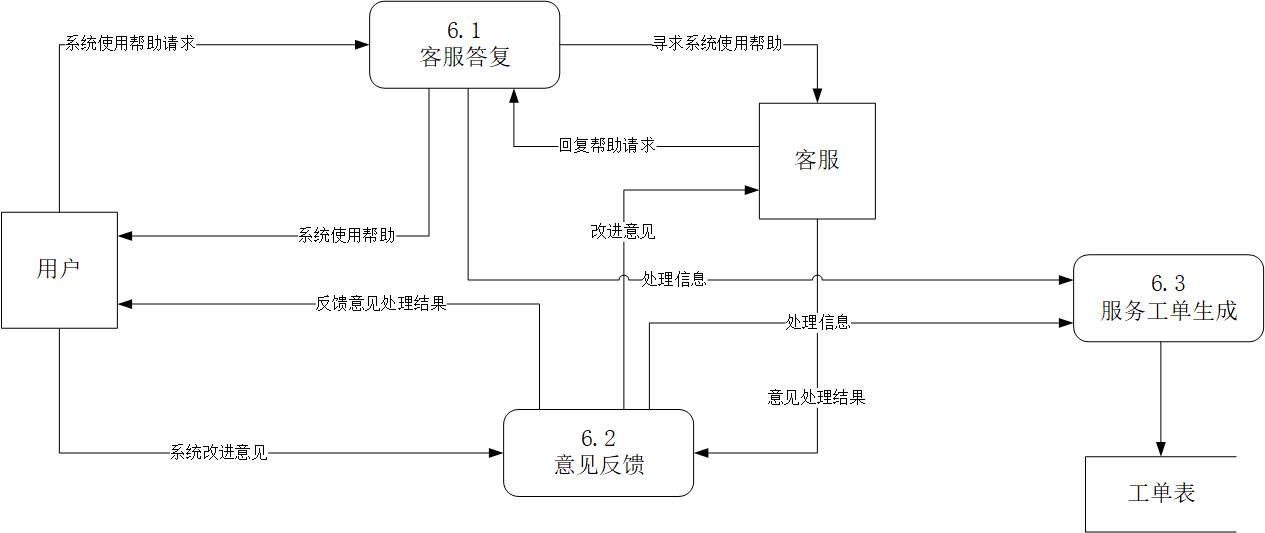 6.1
客服答复
系统使用帮助请求
寻求系统使用帮助
回复帮助请求
客服
改进意见
系统使用帮助
用户
处理信息
6.3
服务工单生成
反馈意见处理结果
处理信息
意见处理结果
6.2
意见反馈
系统改进意见
工单表